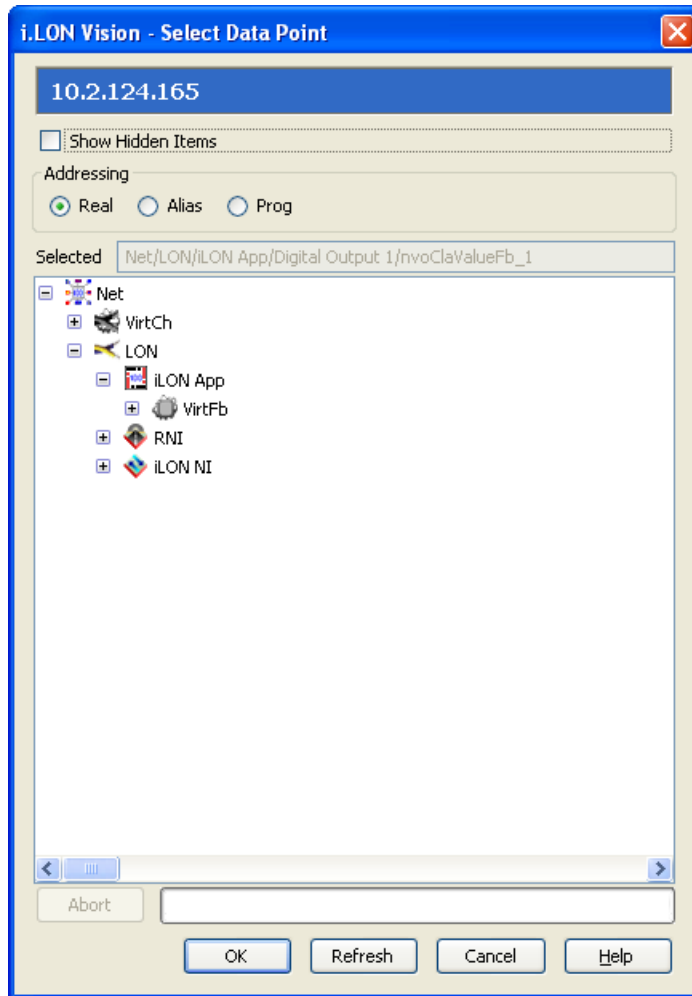 i.LON Vision - Select Data Point
10.2.124.165
Show Hidden Items
Addressing
Real Alias Prog
Selected Net/LON/iLON App/Digital Output 1/nvoClaValueFb_1
Net
VirtCh
LON
iLON App
VirtFb
RNI
iLON NI
Abort
OK Refresh Cancel Help